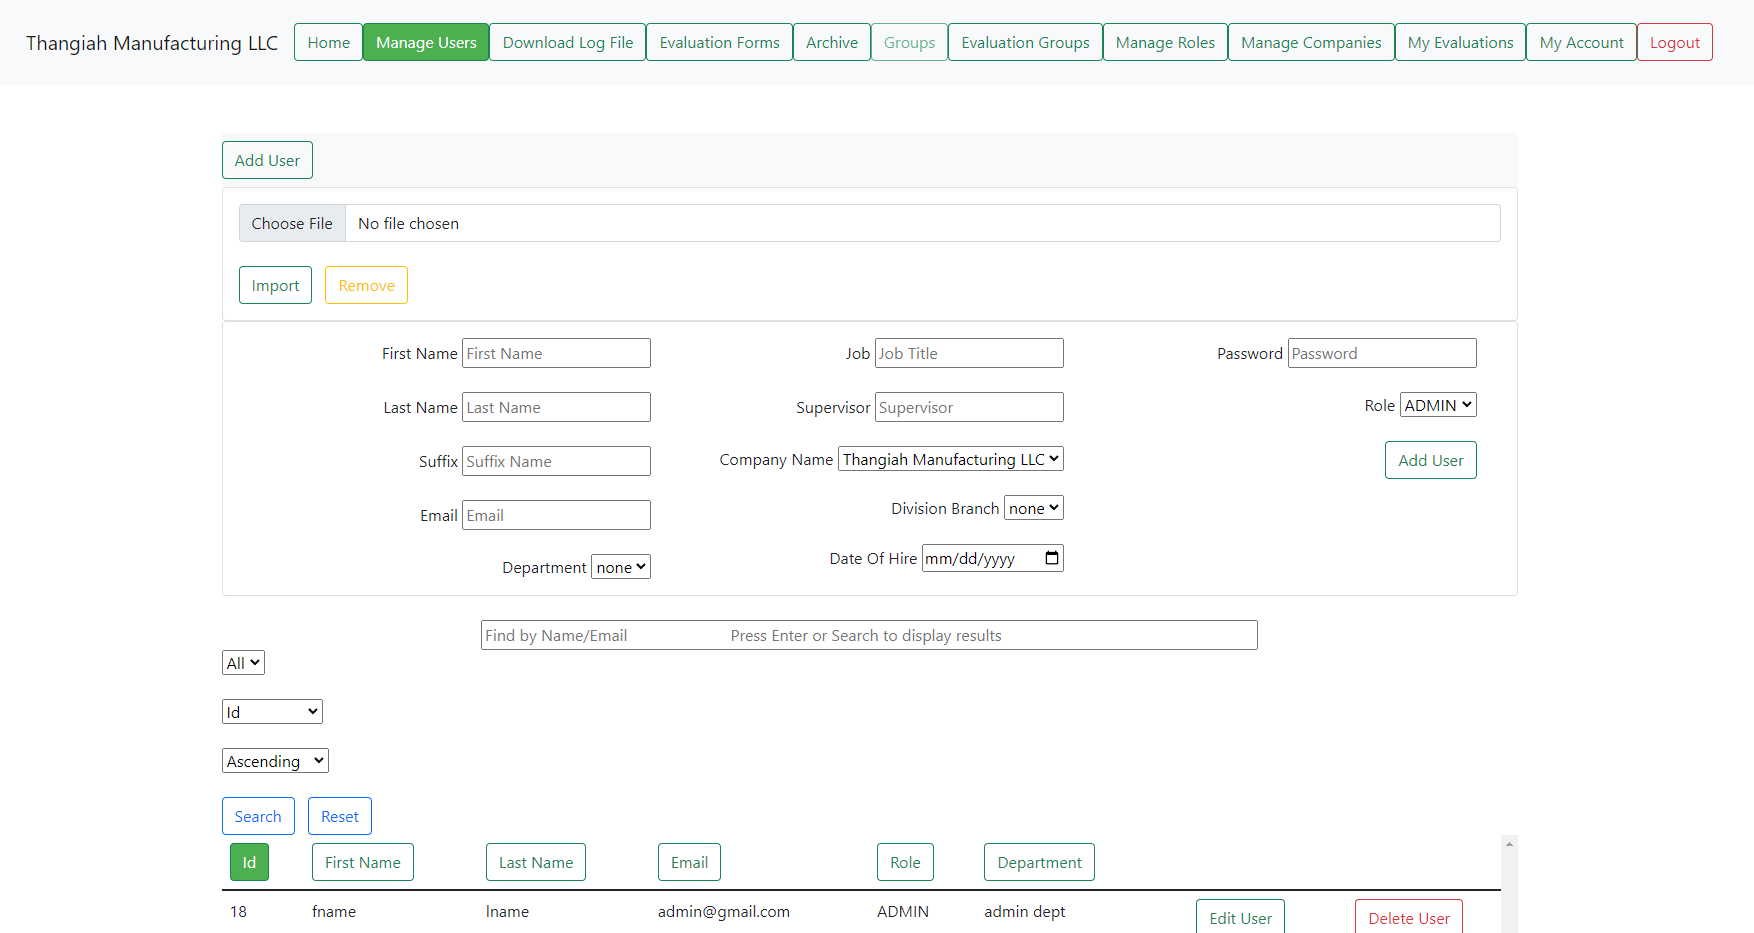 Thangiah Manufacturing LLC Home Manage Users Download Log File Evaluation Forms Archive Groups Evaluation Groups Manage Roles Manage Companies My Evaluations My Account Logout
Add User
Choose File No file chosen
Import Remove
First Name First Name Job Job Title Password Password
Last Name Last Name Supervisor Supervisor Role ADMIN
Suffix Suffix Name Company Name Thangiah Manufacturing LLC Add User
Email Email Division Branch none
Department none Date Of Hire mm/dd/yyyy
Find by Name/Email Press Enter or Search to display results
All
Id
Ascending
Search Reset
Id First Name Last Name Email Role Department
18 fname lname admin@gmail.com ADMIN admin dept Edit User Delete User